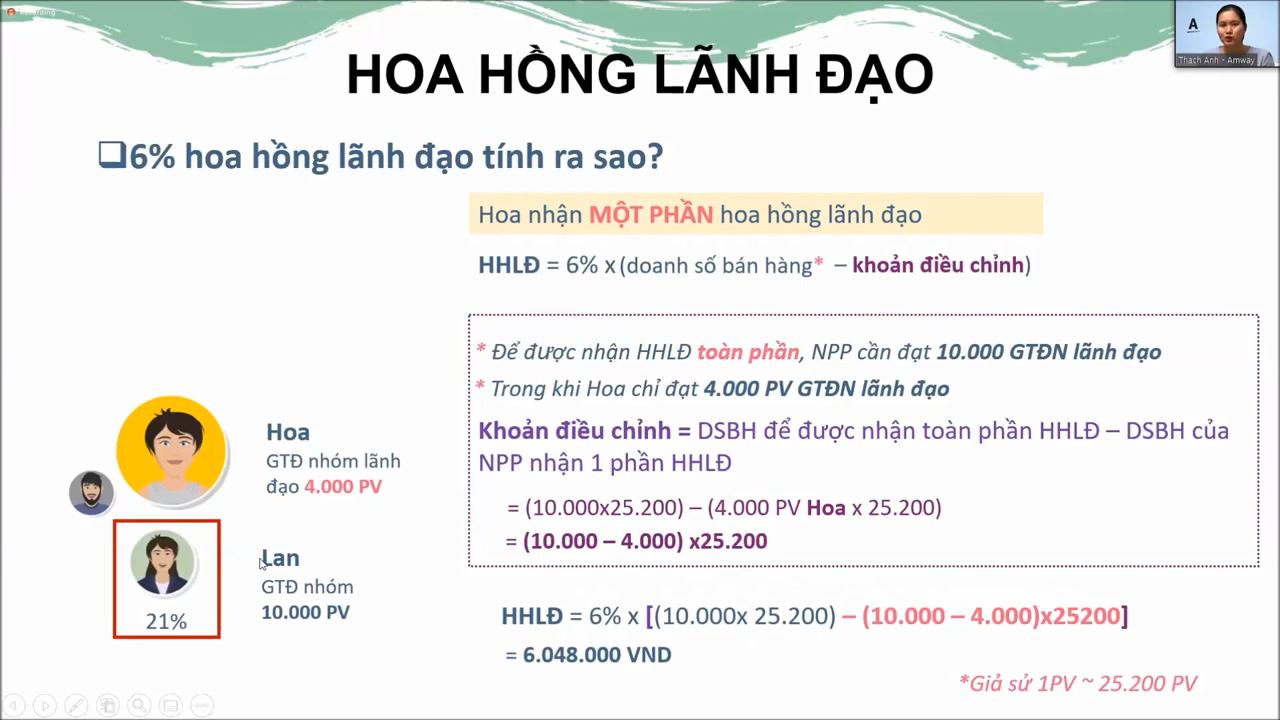 Recording
A
Thach Anh - Amway
HOA HỒNG LÃNH ĐẠO
❑6% hoa hồng lãnh đạo tính ra sao?
Hoa nhận MỘT PHẦN hoa hồng lãnh đạo
HHLĐ = 6% x (doanh số bán hàng* – khoản điều chỉnh)
* Để được nhận HHLĐ toàn phần, NPP cần đạt 10.000 GTĐN lãnh đạo
* Trong khi Hoa chỉ đạt 4.000 PV GTĐN lãnh đạo
Khoản điều chỉnh = DSBH để được nhận toàn phần HHLĐ – DSBH của
NPP nhận 1 phần HHLĐ
= (10.000x25.200) – (4.000 PV Hoa x 25.200)
= (10.000 – 4.000) x25.200
Hoa
GTĐ nhóm lãnh
đạo 4.000 PV
Lan
GTĐ nhóm
10.000 PV
21%
HHLĐ = 6% x [(10.000x 25.200) – (10.000 – 4.000)x25200]
= 6.048.000 VND
*Giả sử 1PV ~ 25.200 PV